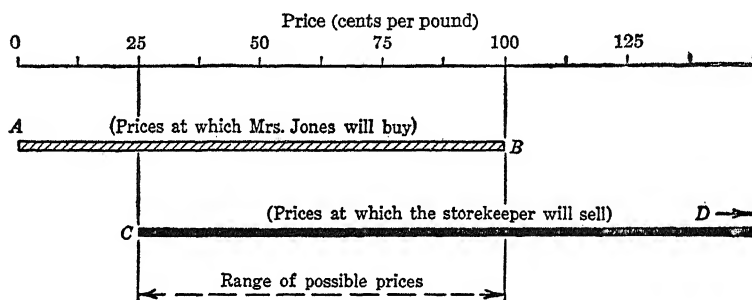 Price (cents per pound)
0 25 50 75 100 125
A (Prices at which Mrs. Jones will buy) B
C (Prices at which the storekeeper will sell) D
Range of possible prices